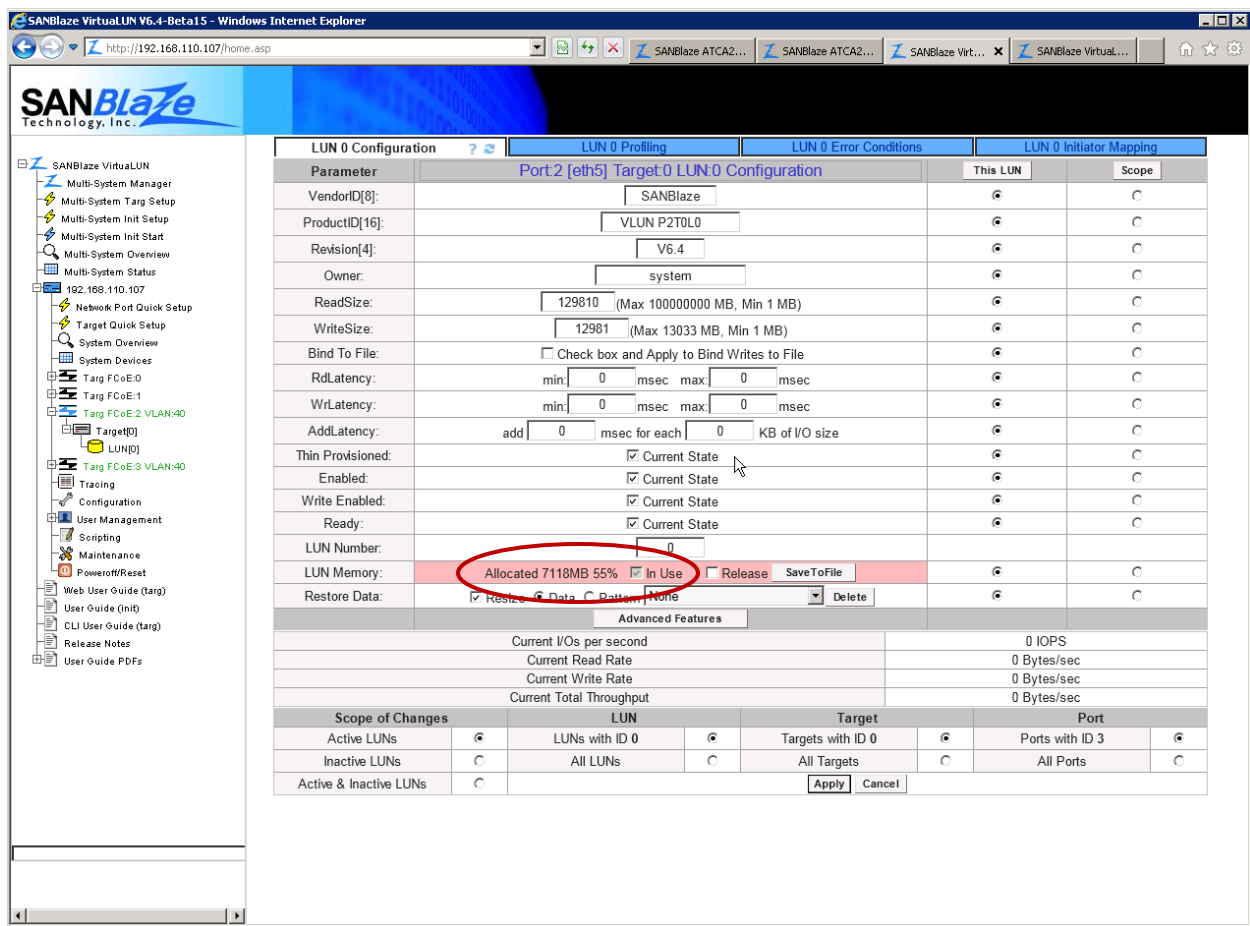 SANBlaze VirtuaLUN V6.4-Beta15 - Windows Internet Explorer
http://192.168.110.107/home.asp
SANBlaze ATCA2...
SANBlaze ATCA2...
SANBlaze Virt...
SANBlaze VirtuaL...
SANBlaze
Technology, Inc.
SANBlaze VirtuaLUN
Multi-System Manager
Multi-System Targ Setup
Multi-System Init Setup
Multi-System Init Start
Multi-System Overview
Multi-System Status
192.168.110.107
Network Port Quick Setup
Target Quick Setup
System Overview
System Devices
Targ FCoE:0
Targ FCoE:1
Targ FCoE:2 VLAN:40
Target[0]
LUN[0]
Targ FCoE:3 VLAN:40
Tracing
Configuration
User Management
Scripting
Maintenance
Poweroff/Reset
Web User Guide (targ)
User Guide (init)
CLI User Guide (targ)
Release Notes
User Guide PDFs
LUN 0 Configuration ? LUN 0 Profiling LUN 0 Error Conditions LUN 0 Initiator Mapping
Parameter Port:2 [eth5] Target:0 LUN:0 Configuration This LUN Scope
VendorID[8]: SANBlaze
ProductID[16]: VLUN P2T0L0
Revision[4]: V6.4
Owner: system
ReadSize: 129810 (Max 100000000 MB, Min 1 MB)
WriteSize: 12981 (Max 13033 MB, Min 1 MB)
Bind To File: Check box and Apply to Bind Writes to File
RdLatency: min: 0 msec max: 0 msec
WrLatency: min: 0 msec max: 0 msec
AddLatency: add 0 msec for each 0 KB of I/O size
Thin Provisioned: Current State
Enabled: Current State
Write Enabled: Current State
Ready: Current State
LUN Number: 0
LUN Memory: Allocated 7118MB 55% In Use Release SaveToFile
Restore Data: Resize Data Pattern None Delete
Advanced Features
Current I/Os per second 0 IOPS
Current Read Rate 0 Bytes/sec
Current Write Rate 0 Bytes/sec
Current Total Throughput 0 Bytes/sec
Scope of Changes LUN Target Port
Active LUNs LUNs with ID 0 Targets with ID 0 Ports with ID 3
Inactive LUNs All LUNs All Targets All Ports
Active & Inactive LUNs Apply Cancel